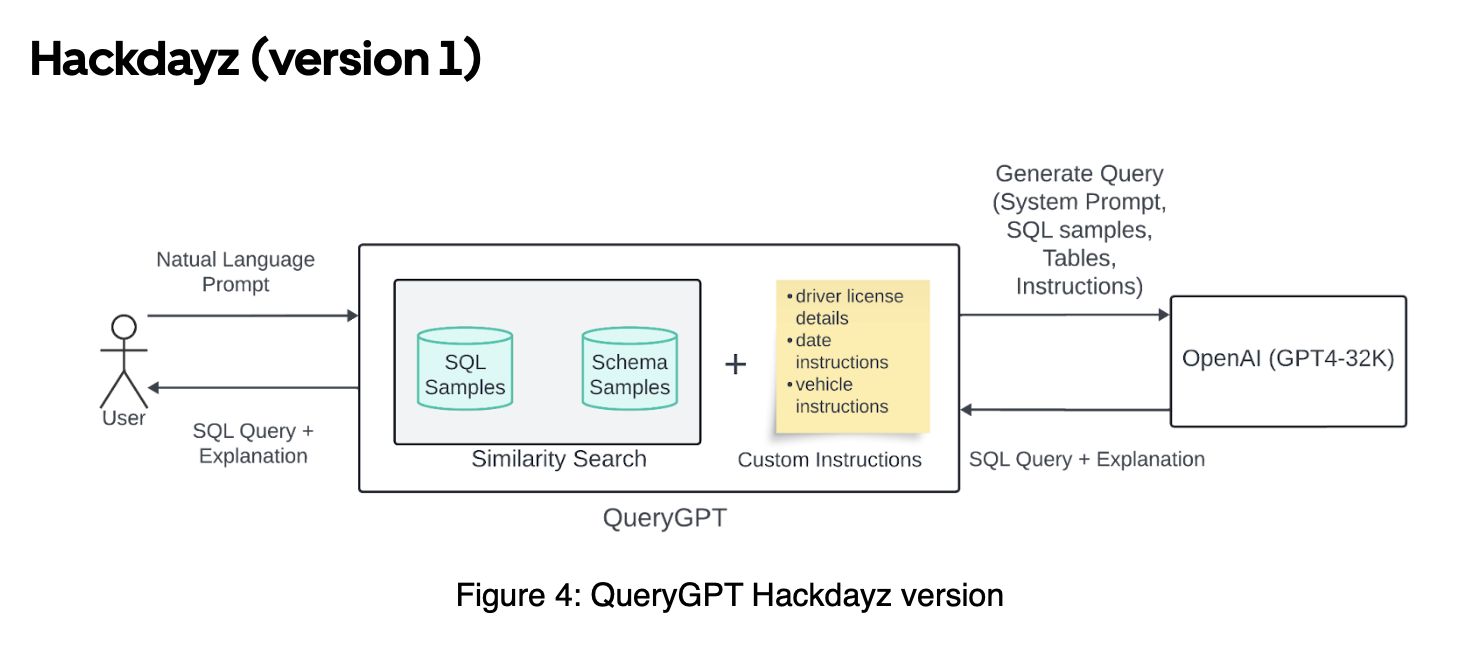 Hackdayz (version 1)
Generate Query
(System Prompt,
SQL samples,
Tables,
Instructions)
Natual Language
Prompt
• driver license
details
• date
instructions
• vehicle
instructions
SQL
Samples
Schema
Samples
+
OpenAI (GPT4-32K)
User
SQL Query +
Explanation
Similarity Search
Custom Instructions
SQL Query + Explanation
QueryGPT
Figure 4: QueryGPT Hackdayz version